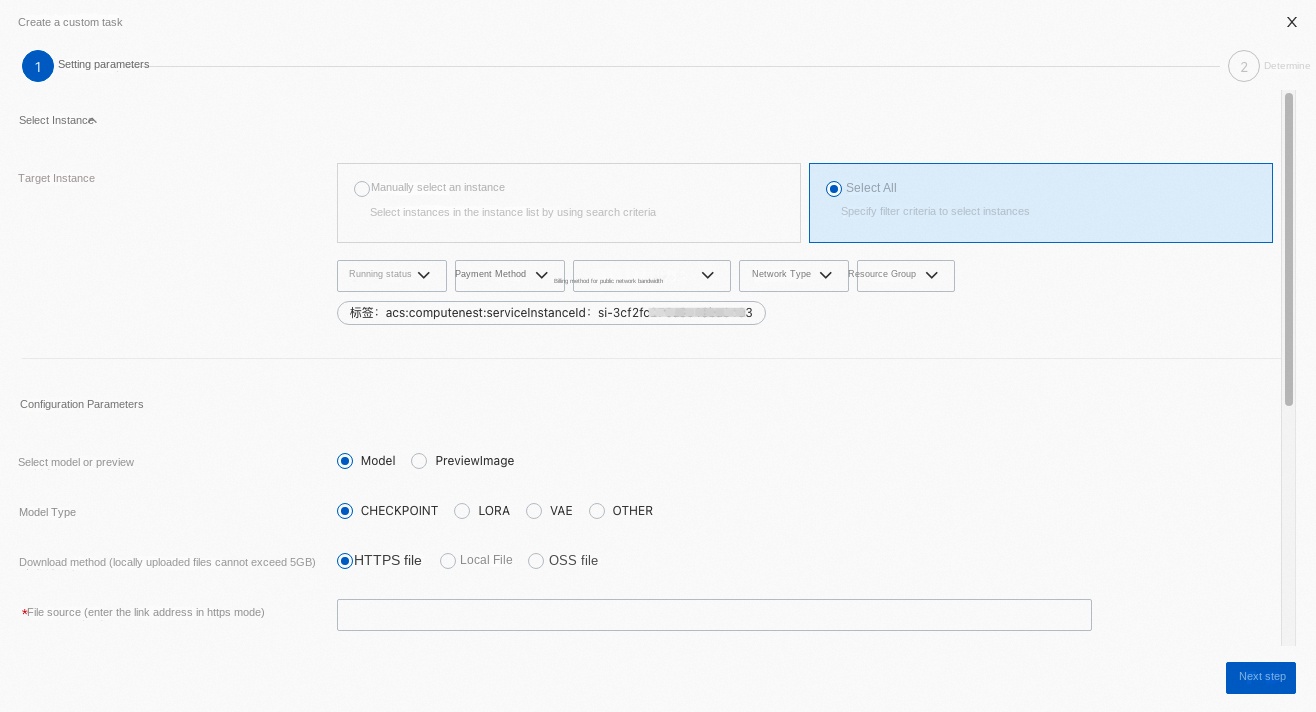 Create a custom task
X
1 Setting parameters
2 Determine
Select Instance
Target Instance
Manually select an instance
Select instances in the instance list by using search criteria
Select All
Specify filter criteria to select instances
Running status
Payment Method
Billing method for public network bandwidth
Network Type
Resource Group
标签：acs:computenest:serviceInstanceId：si-3cf2fc 3
Configuration Parameters
Select model or preview
Model PreviewImage
Model Type
CHECKPOINT LORA VAE OTHER
Download method (locally uploaded files cannot exceed 5GB)
HTTPS file Local File OSS file
*File source (enter the link address in https mode)
Next step